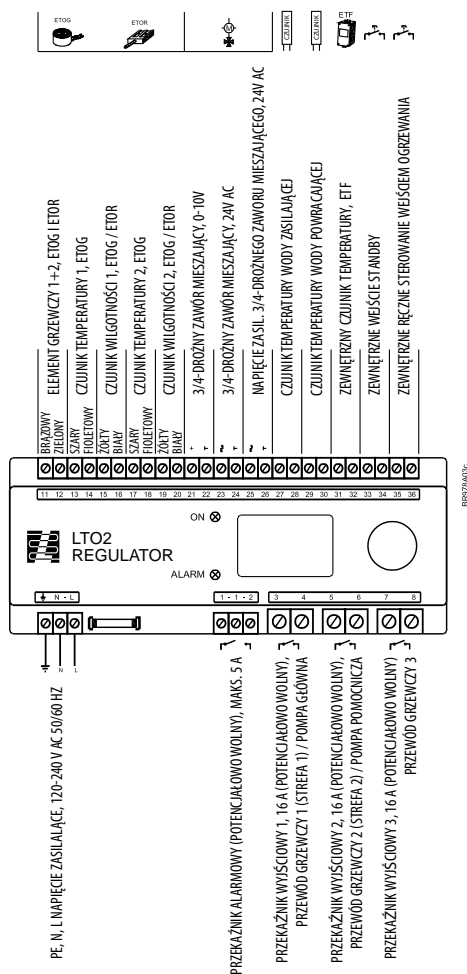 ETOG
ETOR
M
CZUJNIK
CZUJNIK
ETF
BRĄZOWY
ZIELONY
ELEMENT GRZEWCZY 1+2, ETOG I ETOR
SZARY
FIOLETOWY
CZUJNIK TEMPERATURY 1, ETOG
ŻÓŁTY
BIAŁY
CZUJNIK WILGOTNOŚCI 1, ETOG / ETOR
SZARY
FIOLETOWY
CZUJNIK TEMPERATURY 2, ETOG
ŻÓŁTY
BIAŁY
CZUJNIK WILGOTNOŚCI 2, ETOG / ETOR
3/4-DROŻNY ZAWÓR MIESZAJĄCY, 0-10V
3/4-DROŻNY ZAWÓR MIESZAJĄCY, 24V AC
NAPIĘCIE ZASIL. 3/4-DROŻNEGO ZAWORU MIESZAJĄCEGO, 24V AC
CZUJNIK TEMPERATURY WODY ZASILAJĄCEJ
CZUJNIK TEMPERATURY WODY POWRACAJĄCEJ
ZEWNĘTRZNY CZUJNIK TEMPERATURY, ETF
ZEWNĘTRZNE WEJŚCIE STANDBY
ZEWNĘTRZNE RĘCZNE STEROWANIE WEJŚCIEM OGRZEWANIA
11 12 13 14 15 16 17 18 19 20 21 22 23 24 25 26 27 28 29 30 31 32 33 34 35 36
ON
LTO2
REGULATOR
ALARM
N - L
1 - 1 - 2
3 4 5 6 7 8
N
L
PE, N, L NAPIĘCIE ZASILALĄCE, 120-240 V AC 50/60 HZ
PRZEKAŹNIK ALARMOWY (POTENCJAŁOWO WOLNY), MAKS. 5 A
PRZEKAŹNIK WYJŚCIOWY 1, 16 A (POTENCJAŁOWO WOLNY),
PRZEWÓD GRZEWCZY 1 (STREFA 1) / POMPA GŁÓWNA
PRZEKAŹNIK WYJŚCIOWY 2, 16 A (POTENCJAŁOWO WOLNY),
PRZEWÓD GRZEWCZY 2 (STREFA 2) / POMPA POMOCNICZA
PRZEKAŹNIK WYJŚCIOWY 3, 16 A (POTENCJAŁOWO WOLNY)
PRZEWÓD GRZEWCZY 3
BR978A03c